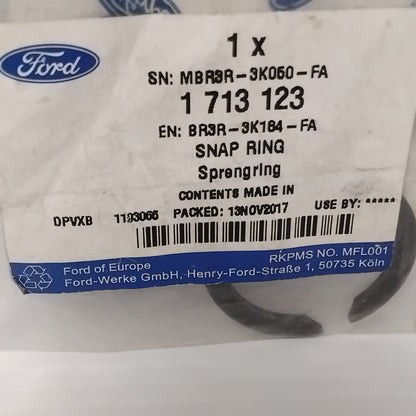 Ford
1 x
SN: MBR3R-3K050-FA
1 713 123
EN: BR3R-3K184-FA
SNAP RING
Sprengring
CONTENTS MADE IN
DPVXB 1193066 PACKED: 13NOV2017 USE BY: *****
Ford of Europe RKPMS NO. MFL001
Ford-Werke GmbH, Henry-Ford-Straße 1, 50735 Köln